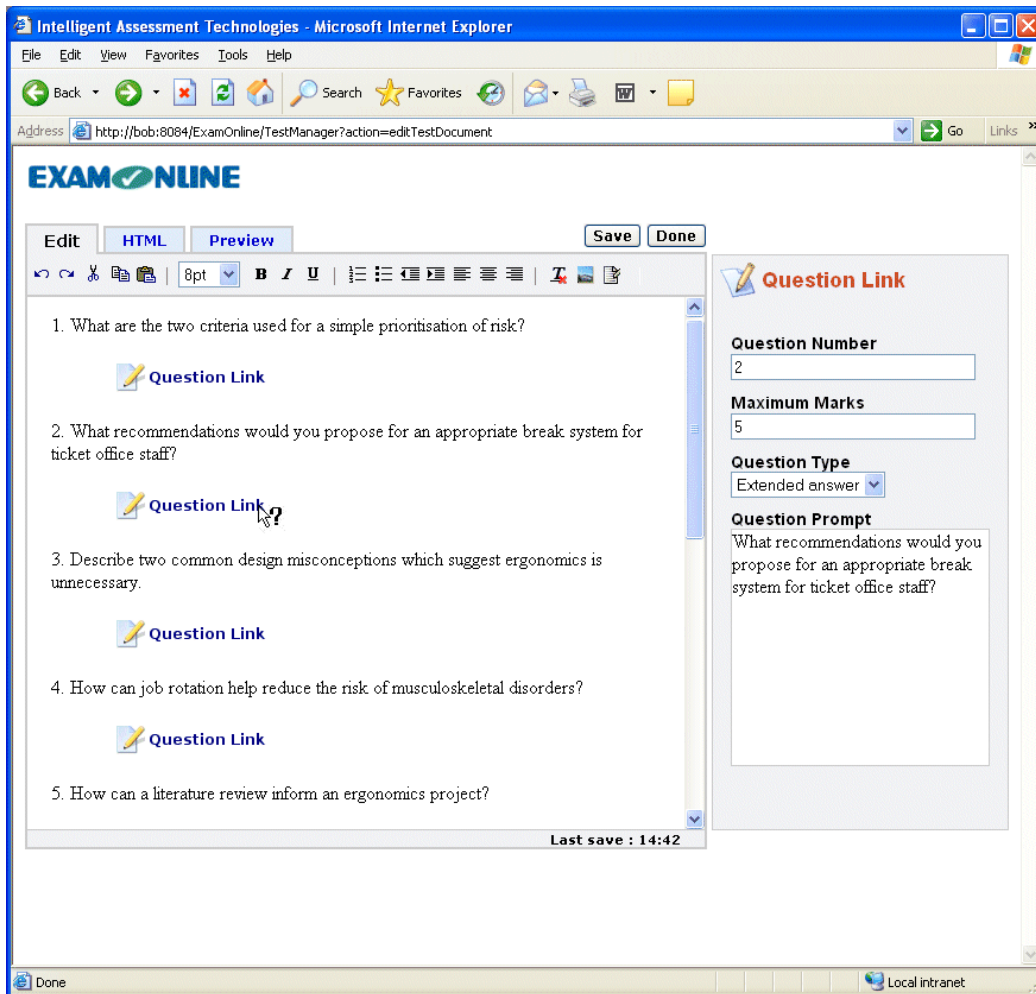 Intelligent Assessment Technologies - Microsoft Internet Explorer
File Edit View Favorites Tools Help
Back Search Favorites
Address http://bob:8084/ExamOnline/TestManager?action=editTestDocument Go Links »
EXAMONLINE
Edit HTML Preview Save Done
8pt B I U
1. What are the two criteria used for a simple prioritisation of risk?
Question Link
2. What recommendations would you propose for an appropriate break system for
ticket office staff?
Question Link
3. Describe two common design misconceptions which suggest ergonomics is
unnecessary.
Question Link
4. How can job rotation help reduce the risk of musculoskeletal disorders?
Question Link
5. How can a literature review inform an ergonomics project?
Last save : 14:42
Question Link
Question Number
2
Maximum Marks
5
Question Type
Extended answer
Question Prompt
What recommendations would you
propose for an appropriate break
system for ticket office staff?
Done Local intranet